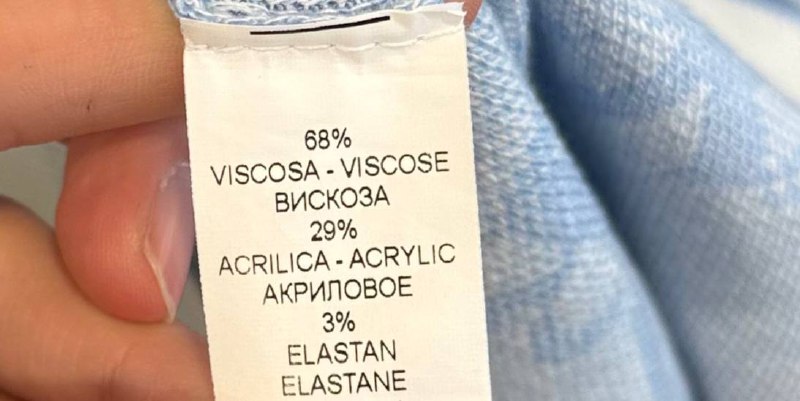 68%
VISCOSA - VISCOSE
ВИСКОЗА
29%
ACRILICA - ACRYLIC
АКРИЛОВОЕ
3%
ELASTAN
ELASTANE